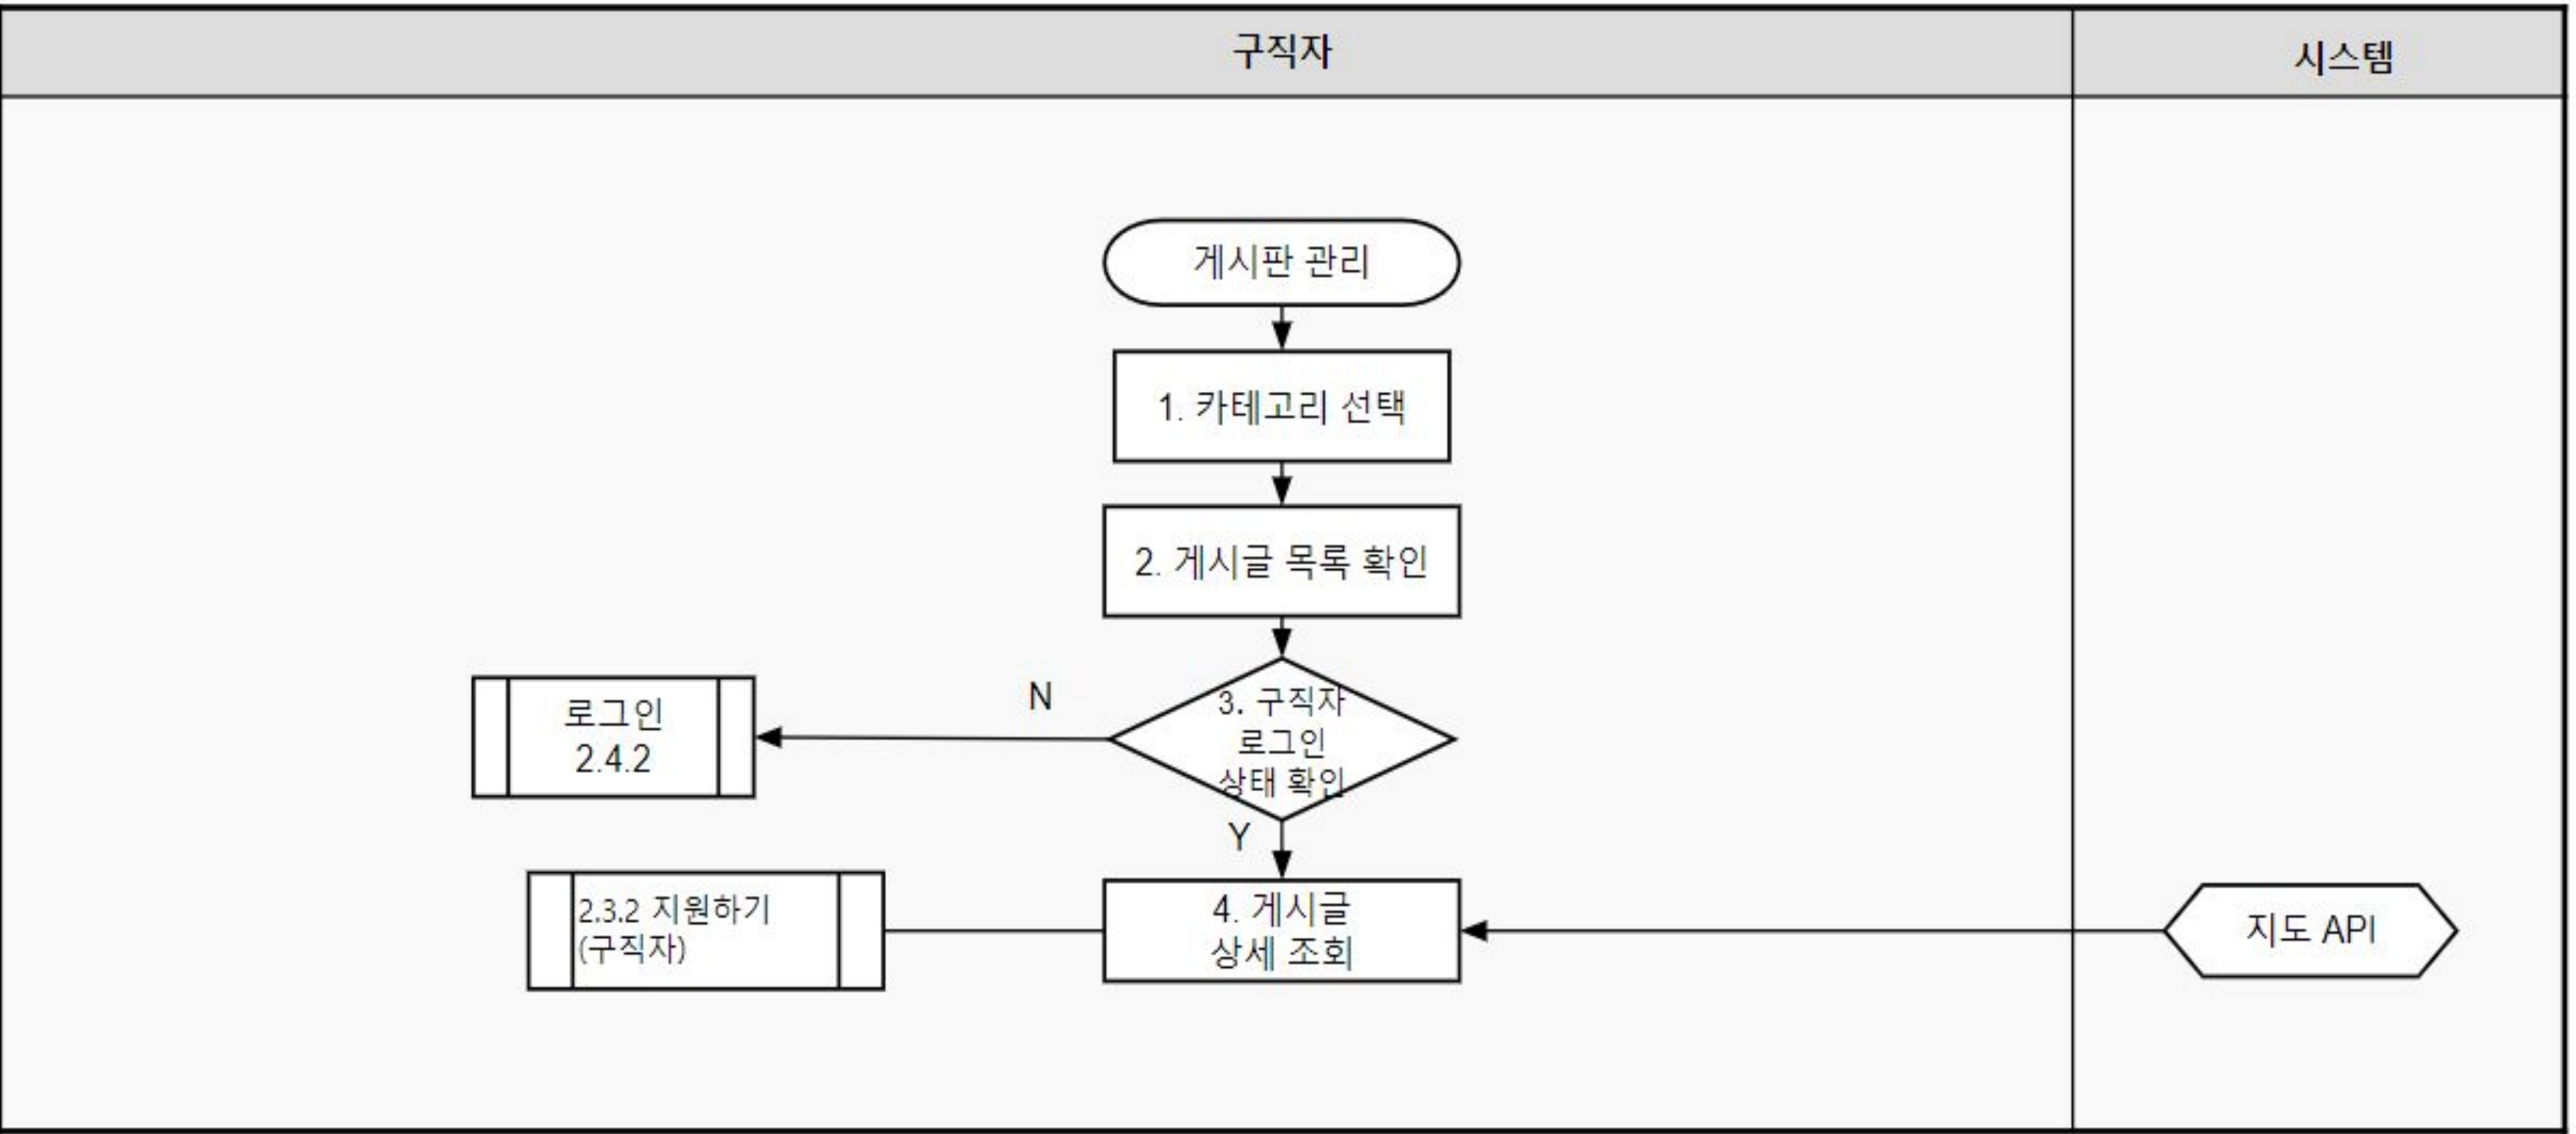 구직자
시스템
게시판 관리
1. 카테고리 선택
2. 게시글 목록 확인
3. 구직자
로그인
상태 확인
N
로그인
2.4.2
Y
2.3.2 지원하기
(구직자)
4. 게시글
상세 조회
지도 API